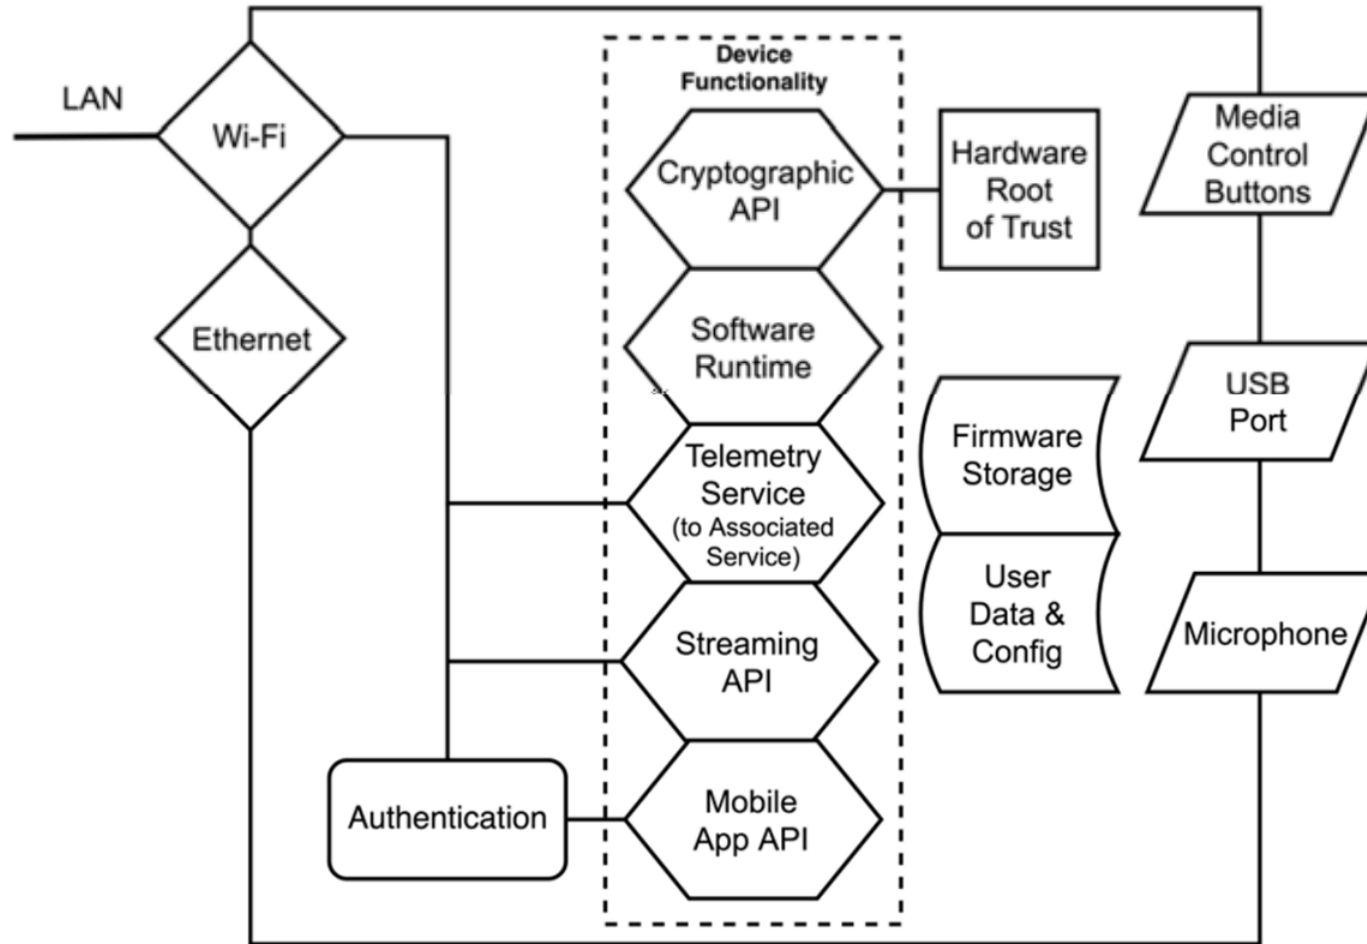 LAN
Wi-Fi
Ethernet
Authentication
Device
Functionality
Cryptographic
API
Software
Runtime
Telemetry
Service
(to Associated
Service)
Streaming
API
Mobile
App API
Hardware
Root
of Trust
Firmware
Storage
User
Data &
Config
Media
Control
Buttons
USB
Port
Microphone